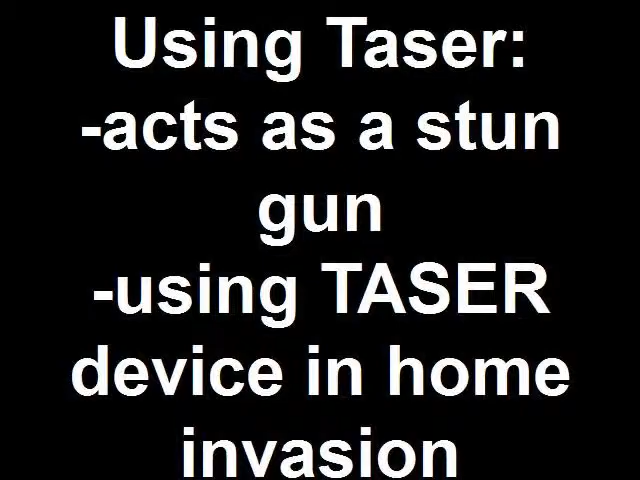 Using Taser:
-acts as a stun
gun
-using TASER
device in home
invasion